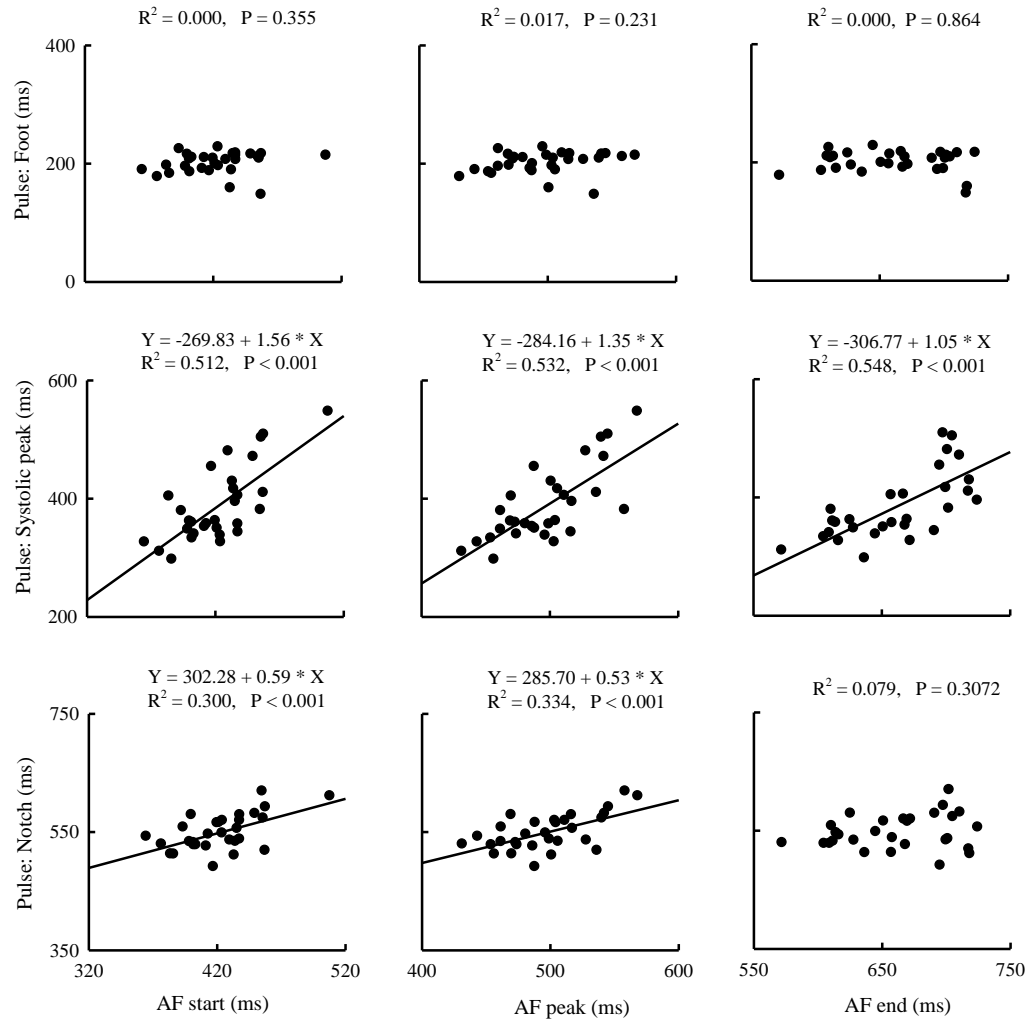 R² = 0.000, P = 0.355
R² = 0.017, P = 0.231
R² = 0.000, P = 0.864
400
200
0
Pulse: Foot (ms)
Y = -269.83 + 1.56 * X
R² = 0.512, P < 0.001
Y = -284.16 + 1.35 * X
R² = 0.532, P < 0.001
Y = -306.77 + 1.05 * X
R² = 0.548, P < 0.001
600
400
200
Pulse: Systolic peak (ms)
Y = 302.28 + 0.59 * X
R² = 0.300, P < 0.001
Y = 285.70 + 0.53 * X
R² = 0.334, P < 0.001
R² = 0.079, P = 0.3072
750
550
350
Pulse: Notch (ms)
320 420 520
400 500 600
550 650 750
AF start (ms)
AF peak (ms)
AF end (ms)